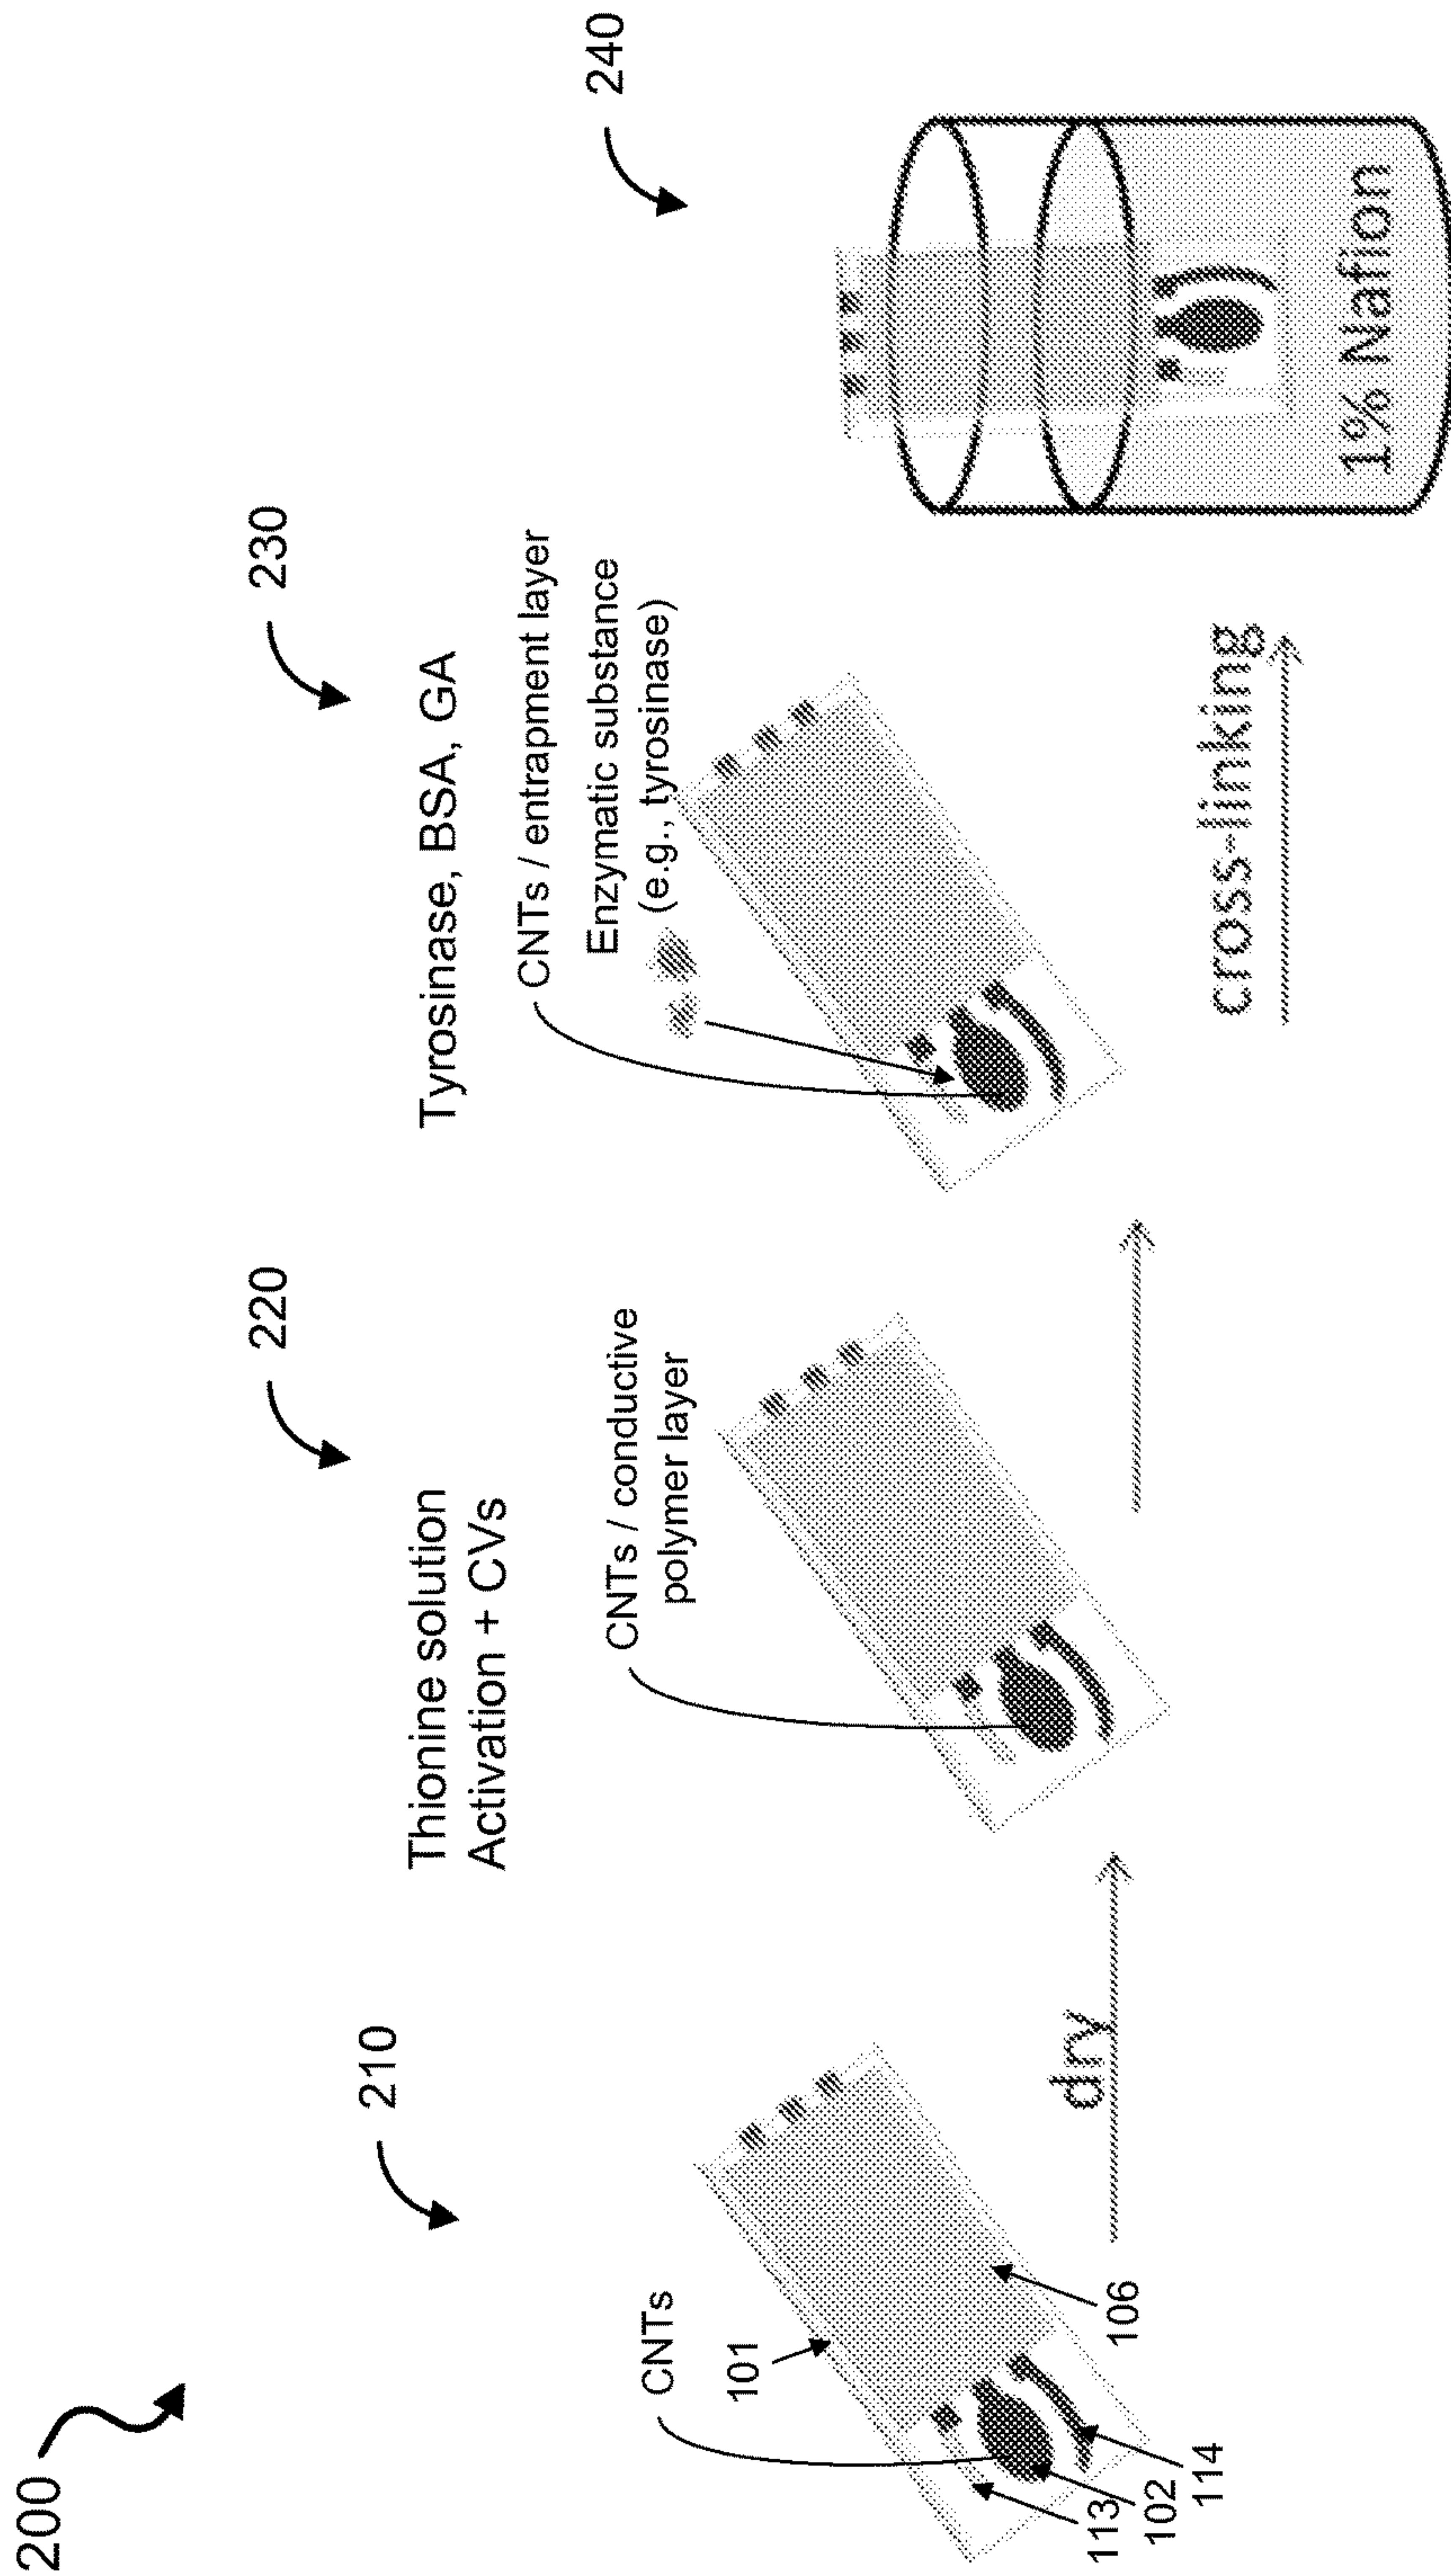 200
210
CNTs
101
113
102
114
106
dry
220
Thionine solution
Activation + CVs
CNTs / conductive
polymer layer
230
Tyrosinase, BSA, GA
CNTs / entrapment layer
Enzymatic substance
(e.g., tyrosinase)
cross-linking
240
1% Nafion